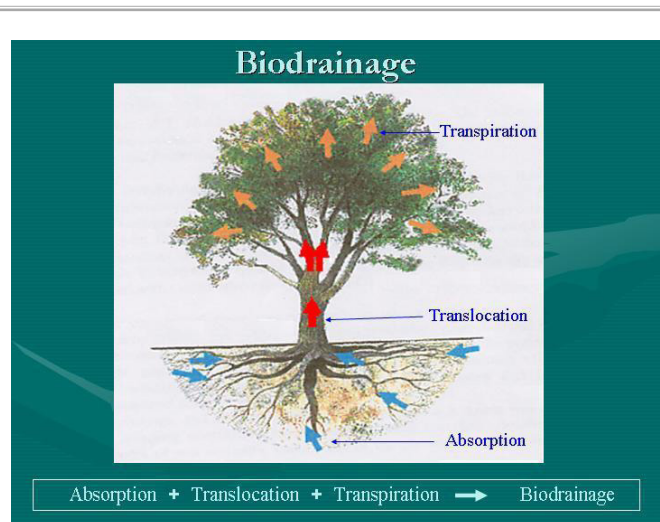 Biodrainage
Transpiration
Translocation
Absorption
Absorption + Translocation + Transpiration → Biodrainage